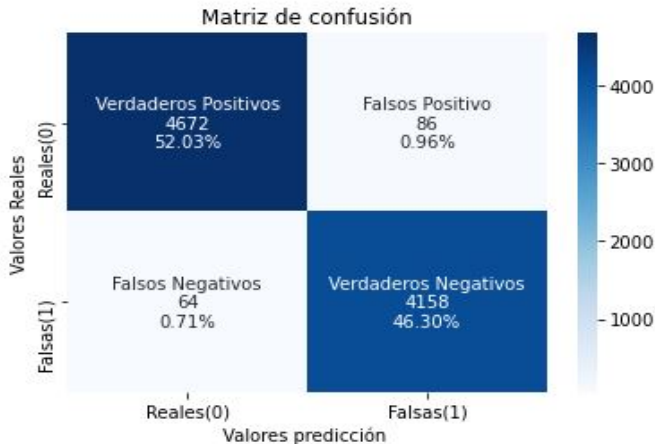 Matriz de confusión
Valores Reales
Reales(0)
Verdaderos Positivos
4672
52.03%
Falsos Positivo
86
0.96%
Falsas(1)
Falsos Negativos
64
0.71%
Verdaderos Negativos
4158
46.30%
Reales(0)
Falsas(1)
Valores predicción
4000
3000
2000
1000